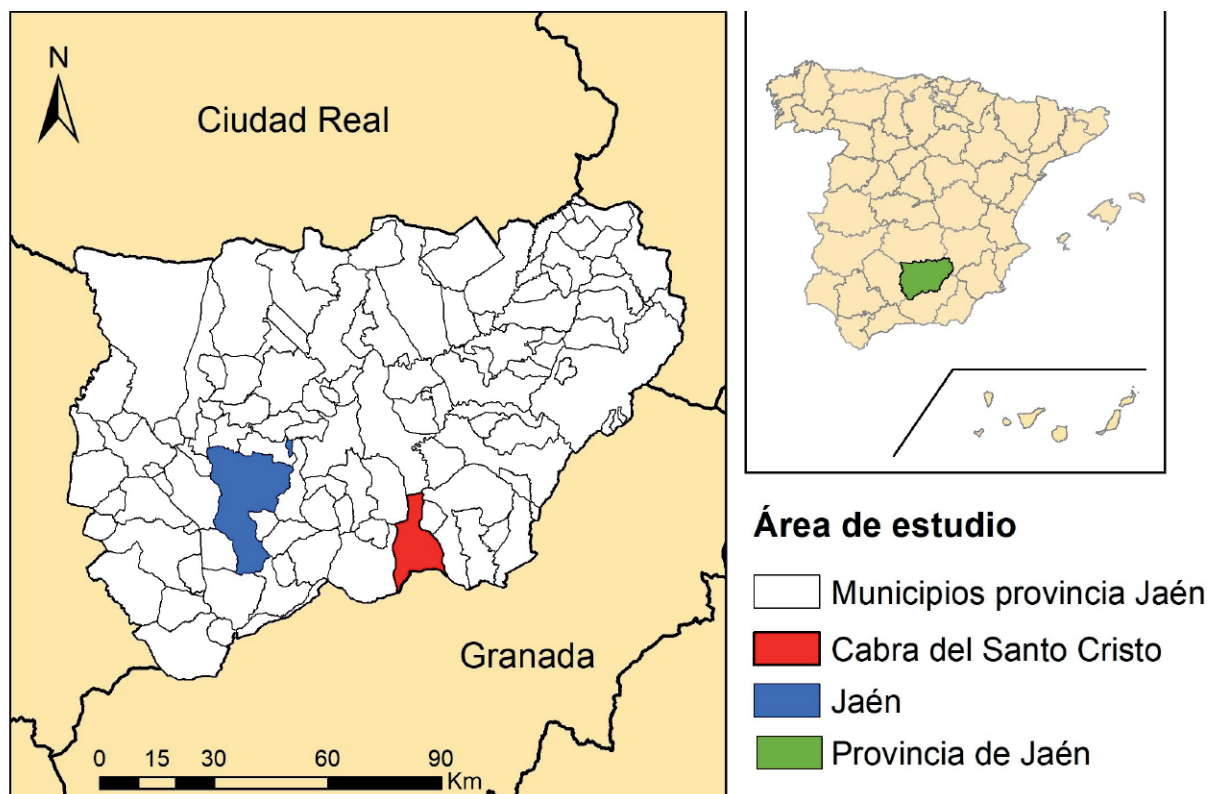 N
Ciudad Real
Granada
0 15 30 60 90
Km
Área de estudio
Municipios provincia Jaén
Cabra del Santo Cristo
Jaén
Provincia de Jaén